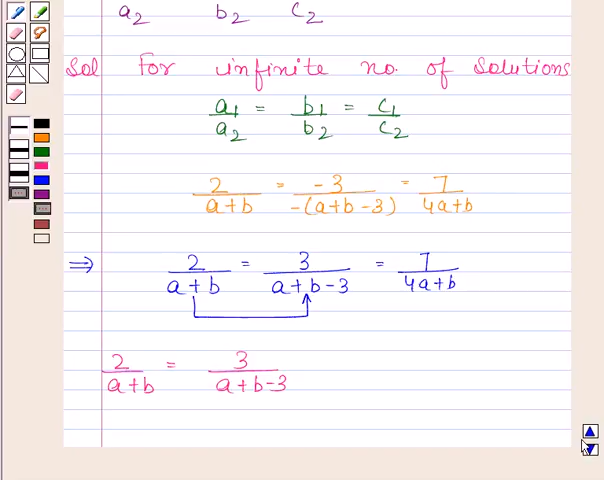 a₂ b₂ c₂
Sol For infinite no. of solutions
a₁/a₂ = b₁/b₂ = c₁/c₂
2/(a+b) = -3/-(a+b-3) = 7/(4a+b)
⇒ 2/(a+b) = 3/(a+b-3) = 7/(4a+b)
2/(a+b) = 3/(a+b-3)